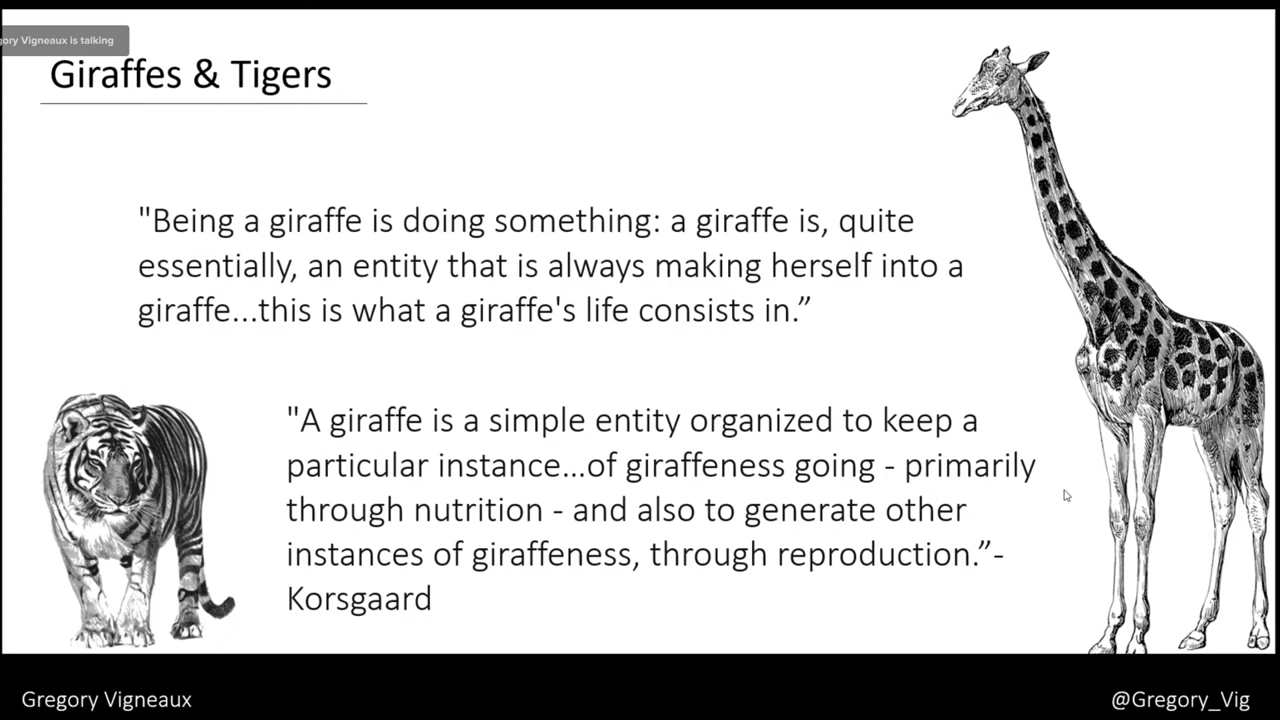 gory Vigneaux is talking
Giraffes & Tigers
"Being a giraffe is doing something: a giraffe is, quite
essentially, an entity that is always making herself into a
giraffe...this is what a giraffe's life consists in.”
"A giraffe is a simple entity organized to keep a
particular instance...of giraffeness going - primarily
through nutrition - and also to generate other
instances of giraffeness, through reproduction.”-
Korsgaard
Gregory Vigneaux
@Gregory_Vig